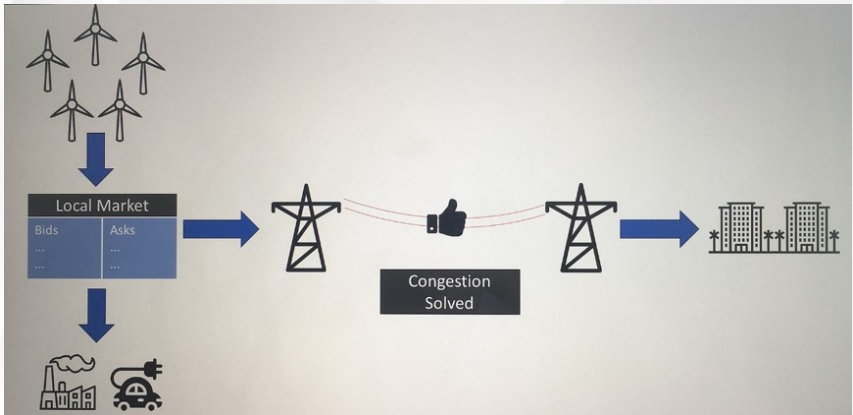 Local Market
Bids
Asks
...
...
...
...
Congestion
Solved